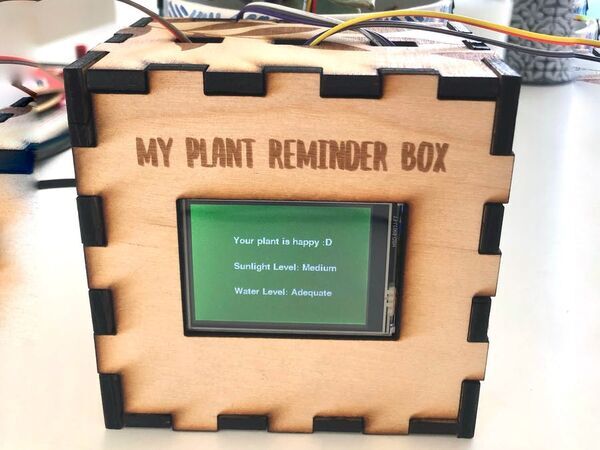 MY PLANT REMINDER BOX
Your plant is happy :D
Sunlight Level: Medium
Water Level: Adequate